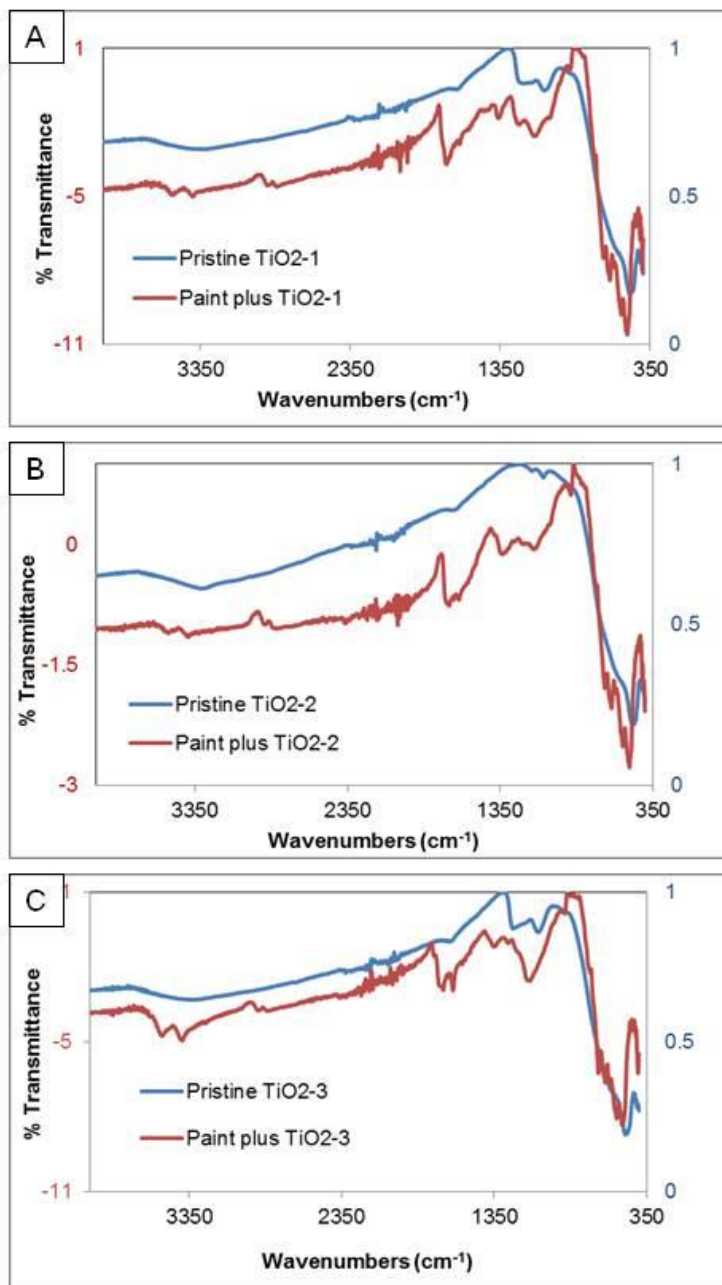 A
1
1
% Transmittance
-5
0.5
Pristine TiO2-1
Paint plus TiO2-1
-11
0
3350
2350
1350
350
Wavenumbers (cm⁻¹)
B
1
0
% Transmittance
0.5
-1.5
Pristine TiO2-2
Paint plus TiO2-2
-3
0
3350
2350
1350
350
Wavenumbers (cm⁻¹)
C
1
1
% Transmittance
-5
0.5
Pristine TiO2-3
Paint plus TiO2-3
-11
0
3350
2350
1350
350
Wavenumbers (cm⁻¹)